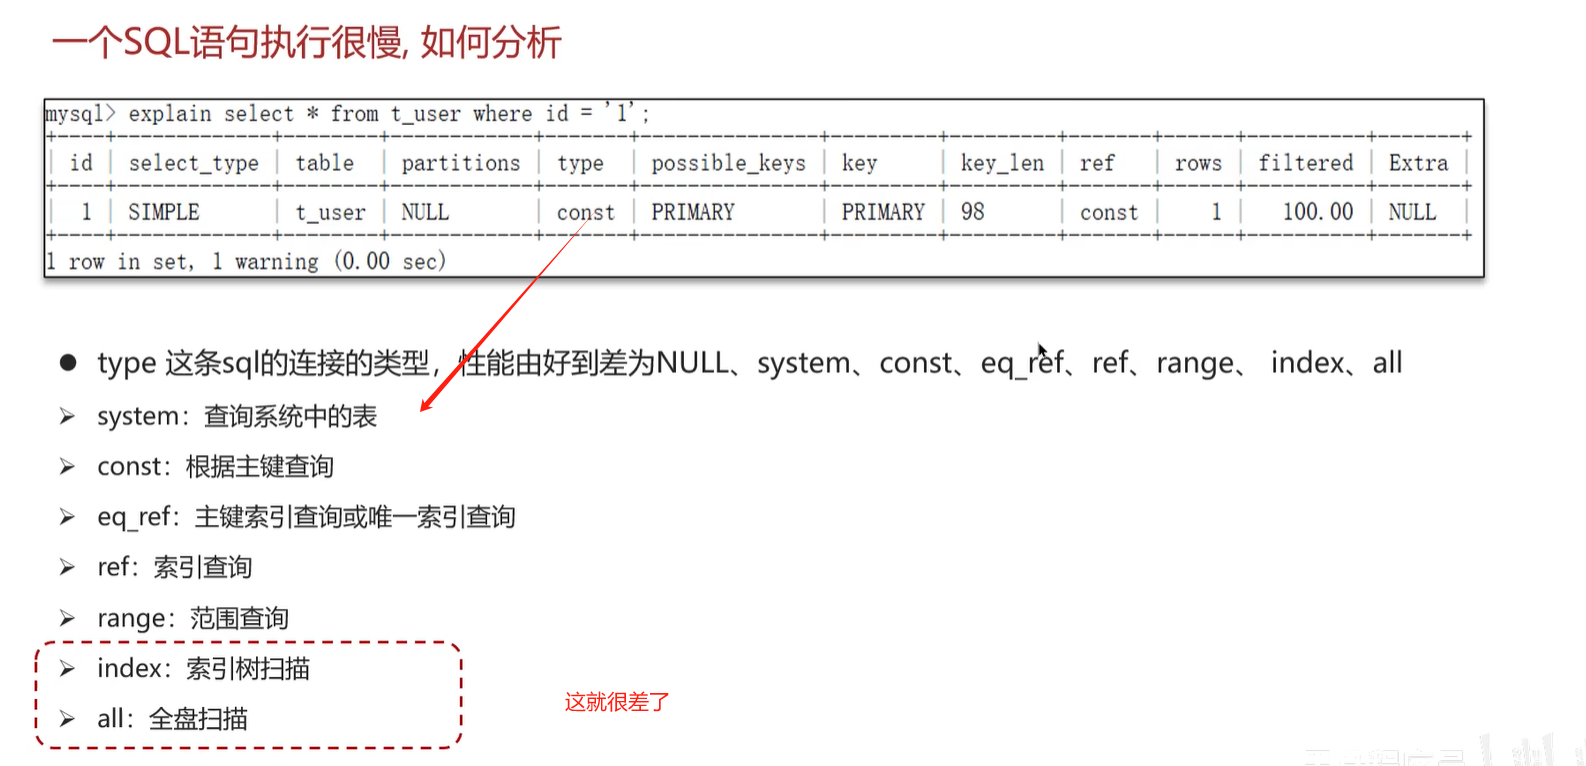 一个SQL语句执行很慢, 如何分析
mysql> explain select * from t_user where id = '1';
+----+-------------+--------+------------+-------+---------------+---------+---------+-------+------+----------+-------+
| id | select_type | table | partitions | type | possible_keys | key | key_len | ref | rows | filtered | Extra |
+----+-------------+--------+------------+-------+---------------+---------+---------+-------+------+----------+-------+
| 1 | SIMPLE | t_user | NULL | const | PRIMARY | PRIMARY | 98 | const | 1 | 100.00 | NULL |
+----+-------------+--------+------------+-------+---------------+---------+---------+-------+------+----------+-------+
1 row in set, 1 warning (0.00 sec)
● type 这条sql的连接的类型，性能由好到差为NULL、system、const、eq_ref、ref、range、 index、all
➢ system：查询系统中的表
➢ const：根据主键查询
➢ eq_ref：主键索引查询或唯一索引查询
➢ ref：索引查询
➢ range：范围查询
➢ index：索引树扫描
➢ all：全盘扫描
这就很差了